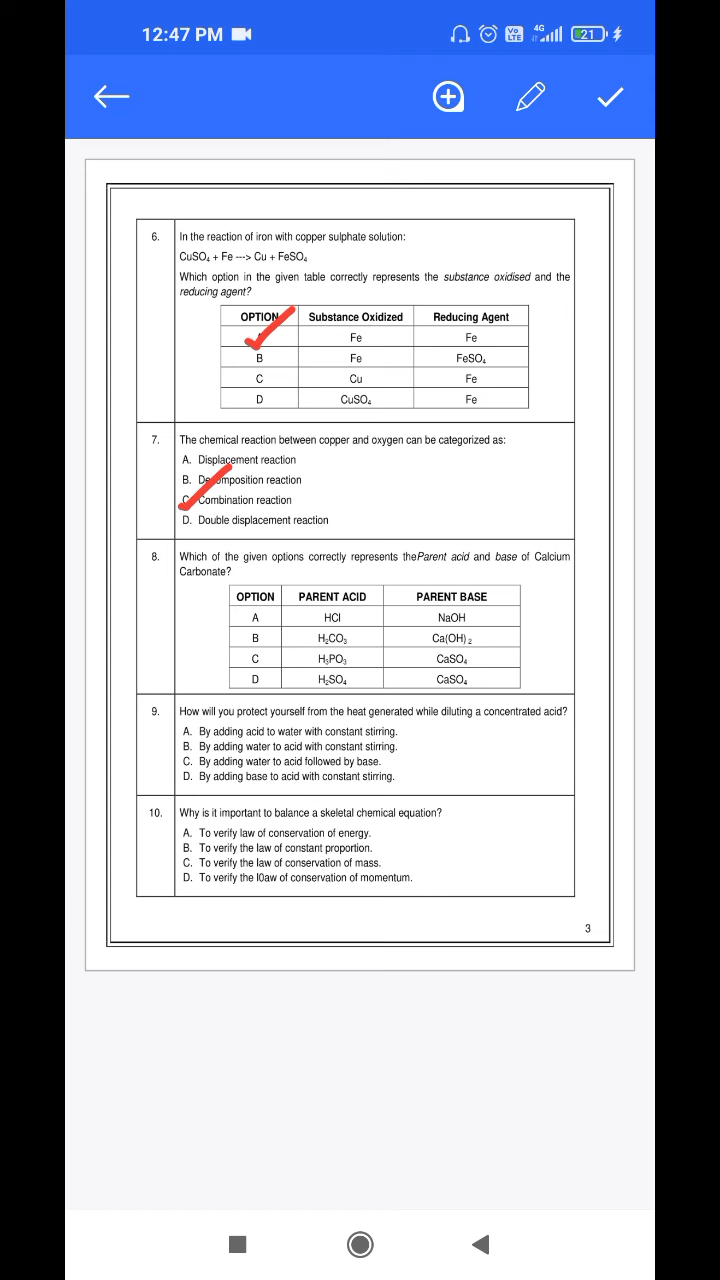 12:47 PM
Vo LTE 4G 21
6. In the reaction of iron with copper sulphate solution:
CuSO₄ + Fe ---> Cu + FeSO₄
Which option in the given table correctly represents the substance oxidised and the
reducing agent?
OPTION Substance Oxidized Reducing Agent
Fe Fe
B Fe FeSO₄
C Cu Fe
D CuSO₄ Fe
7. The chemical reaction between copper and oxygen can be categorized as:
A. Displacement reaction
B. Decomposition reaction
C. Combination reaction
D. Double displacement reaction
8. Which of the given options correctly represents theParent acid and base of Calcium
Carbonate?
OPTION PARENT ACID PARENT BASE
A HCl NaOH
B H₂CO₃ Ca(OH) ₂
C H₃PO₃ CaSO₄
D H₂SO₄ CaSO₄
9. How will you protect yourself from the heat generated while diluting a concentrated acid?
A. By adding acid to water with constant stirring.
B. By adding water to acid with constant stirring.
C. By adding water to acid followed by base.
D. By adding base to acid with constant stirring.
10. Why is it important to balance a skeletal chemical equation?
A. To verify law of conservation of energy.
B. To verify the law of constant proportion.
C. To verify the law of conservation of mass.
D. To verify the l0aw of conservation of momentum.
3